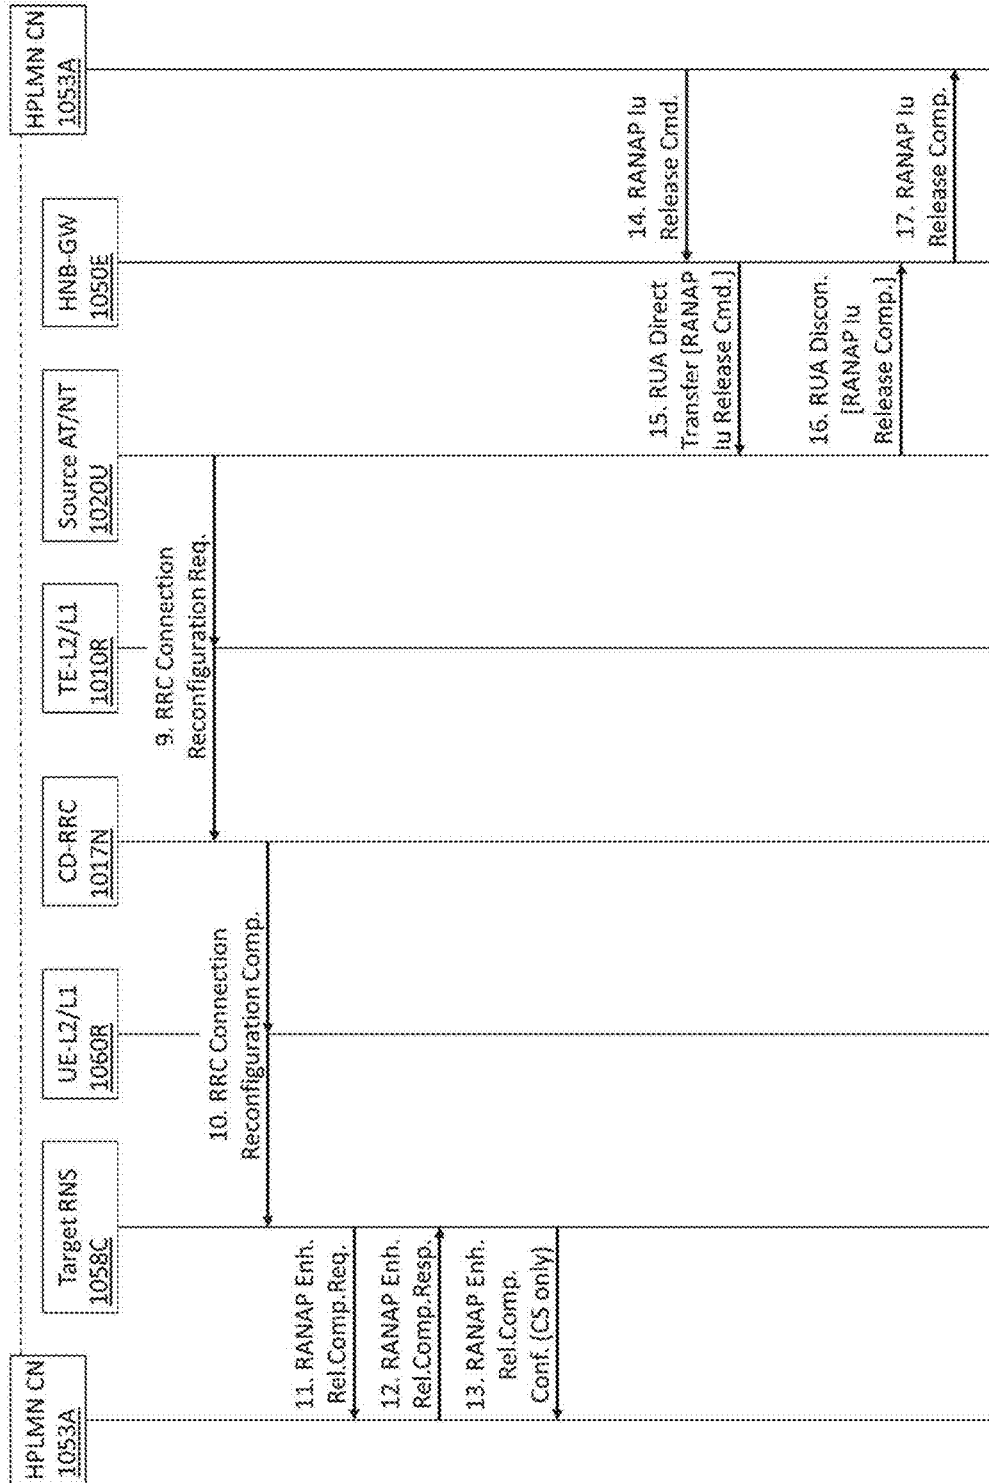 HPLMN CN
1053A
Target RNS
1058C
UE-L2/L1
1060R
CD-RRC
1017N
TE-L2/L1
1010R
Source AT/NT
1020U
HNB-GW
1050E
HPLMN CN
1053A
9. RRC Connection
Reconfiguration Req.
10. RRC Connection
Reconfiguration Comp.
11. RANAP Enh.
Rel.Comp.Req.
12. RANAP Enh.
Rel.Comp.Resp.
13. RANAP Enh.
Rel.Comp.
Conf. (CS only)
14. RANAP Iu
Release Cmd.
15. RUA Direct
Transfer [RANAP
Iu Release Cmd.]
16. RUA Discon.
[RANAP Iu
Release Comp.]
17. RANAP Iu
Release Comp.